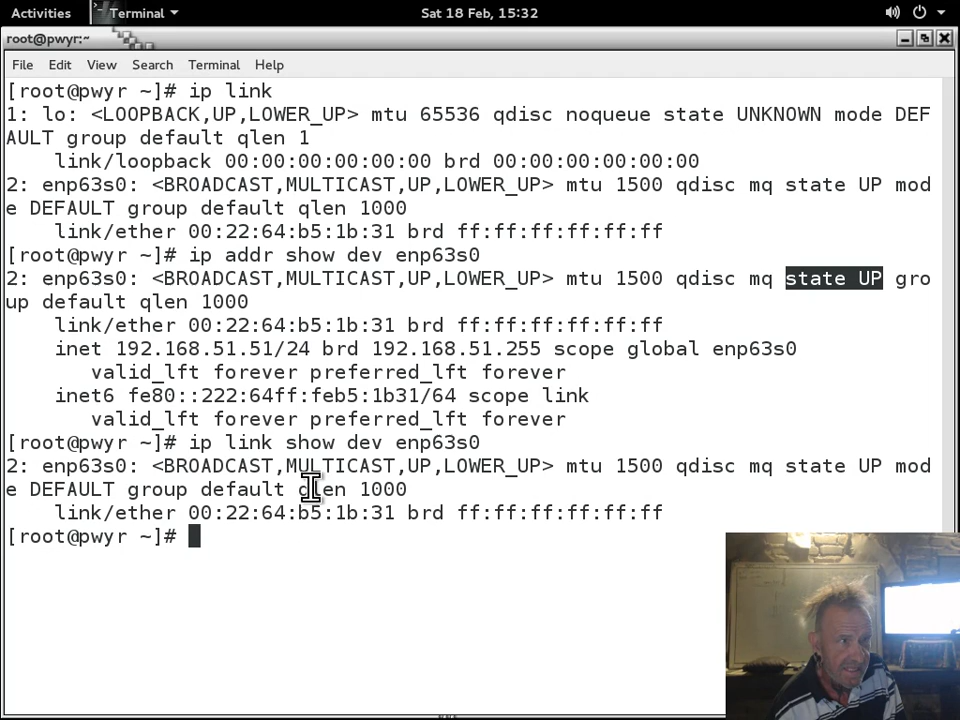 Activities Terminal Sat 18 Feb, 15:32
root@pwyr:~
File Edit View Search Terminal Help
[root@pwyr ~]# ip link
1: lo: <LOOPBACK,UP,LOWER_UP> mtu 65536 qdisc noqueue state UNKNOWN mode DEF
AULT group default qlen 1
    link/loopback 00:00:00:00:00:00 brd 00:00:00:00:00:00
2: enp63s0: <BROADCAST,MULTICAST,UP,LOWER_UP> mtu 1500 qdisc mq state UP mod
e DEFAULT group default qlen 1000
    link/ether 00:22:64:b5:1b:31 brd ff:ff:ff:ff:ff:ff
[root@pwyr ~]# ip addr show dev enp63s0
2: enp63s0: <BROADCAST,MULTICAST,UP,LOWER_UP> mtu 1500 qdisc mq state UP gro
up default qlen 1000
    link/ether 00:22:64:b5:1b:31 brd ff:ff:ff:ff:ff:ff
    inet 192.168.51.51/24 brd 192.168.51.255 scope global enp63s0
       valid_lft forever preferred_lft forever
    inet6 fe80::222:64ff:feb5:1b31/64 scope link
       valid_lft forever preferred_lft forever
[root@pwyr ~]# ip link show dev enp63s0
2: enp63s0: <BROADCAST,MULTICAST,UP,LOWER_UP> mtu 1500 qdisc mq state UP mod
e DEFAULT group default qlen 1000
    link/ether 00:22:64:b5:1b:31 brd ff:ff:ff:ff:ff:ff
[root@pwyr ~]#